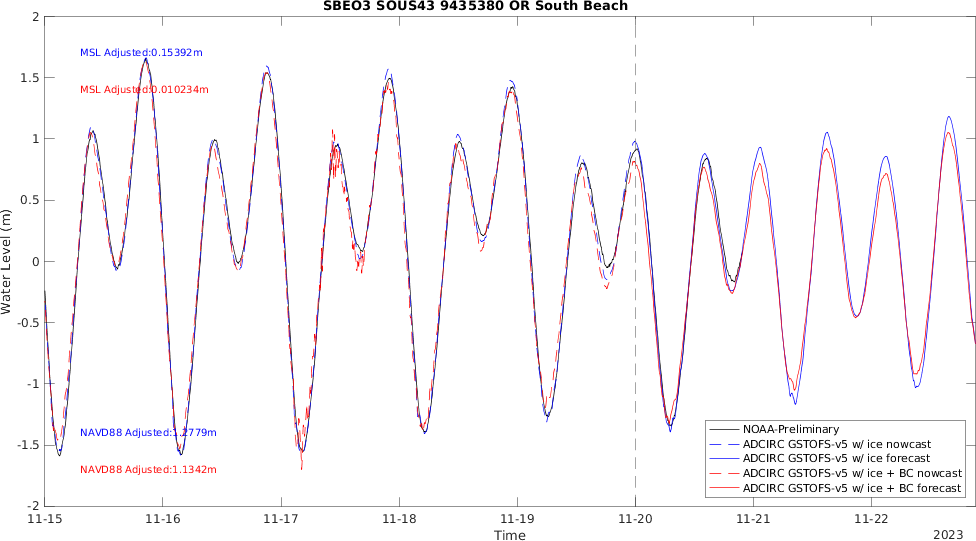 SBEO3 SOUS43 9435380 OR South Beach
2
1.5
1
0.5
0
-0.5
-1
-1.5
-2
Water Level (m)
MSL Adjusted:0.15392m
MSL Adjusted:0.010234m
NAVD88 Adjusted:1.2779m
NAVD88 Adjusted:1.1342m
NOAA-Preliminary
ADCIRC GSTOFS-v5 w/ ice nowcast
ADCIRC GSTOFS-v5 w/ ice forecast
ADCIRC GSTOFS-v5 w/ ice + BC nowcast
ADCIRC GSTOFS-v5 w/ ice + BC forecast
11-15 11-16 11-17 11-18 11-19 11-20 11-21 11-22
Time
2023